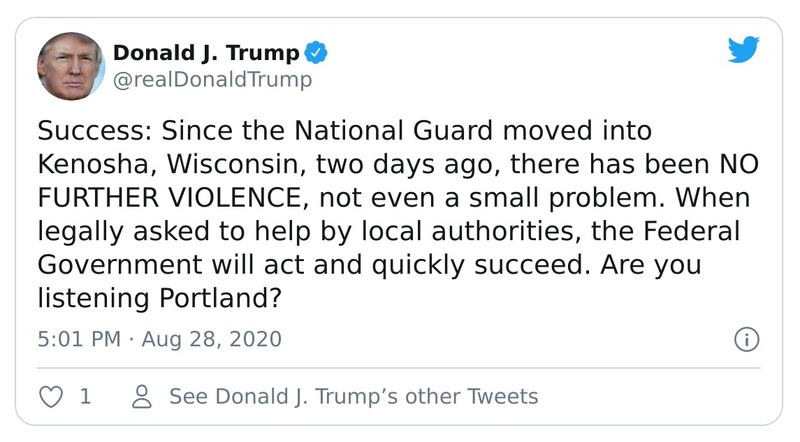 Donald J. Trump
@realDonaldTrump
Success: Since the National Guard moved into
Kenosha, Wisconsin, two days ago, there has been NO
FURTHER VIOLENCE, not even a small problem. When
legally asked to help by local authorities, the Federal
Government will act and quickly succeed. Are you
listening Portland?
5:01 PM · Aug 28, 2020
1
See Donald J. Trump’s other Tweets